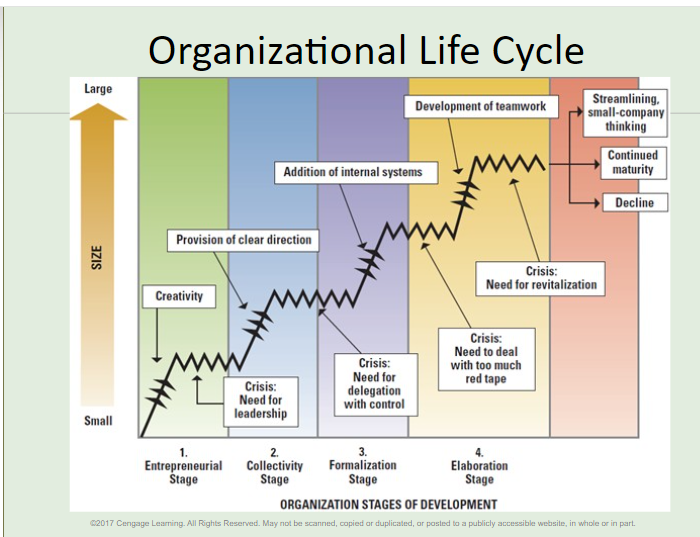 Organizational Life Cycle
Large
SIZE
Small
Creativity
Provision of clear direction
Addition of internal systems
Development of teamwork
Streamlining,
small-company
thinking
Continued
maturity
Decline
Crisis:
Need for
leadership
Crisis:
Need for
delegation
with control
Crisis:
Need to deal
with too much
red tape
Crisis:
Need for revitalization
1.
Entrepreneurial
Stage
2.
Collectivity
Stage
3.
Formalization
Stage
4.
Elaboration
Stage
ORGANIZATION STAGES OF DEVELOPMENT
©2017 Cengage Learning. All Rights Reserved. May not be scanned, copied or duplicated, or posted to a publicly accessible website, in whole or in part.